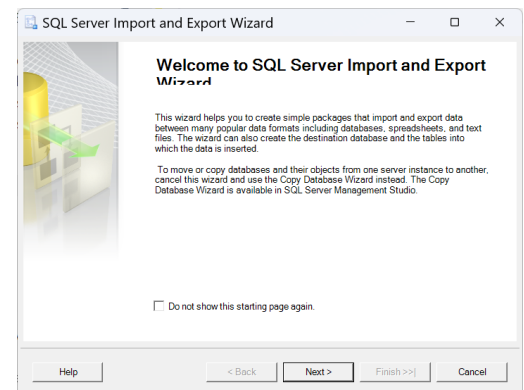 SQL Server Import and Export Wizard
Welcome to SQL Server Import and Export
Wizard
This wizard helps you to create simple packages that import and export data
between many popular data formats including databases, spreadsheets, and text
files. The wizard can also create the destination database and the tables into
which the data is inserted.
To move or copy databases and their objects from one server instance to another,
cancel this wizard and use the Copy Database Wizard instead. The Copy
Database Wizard is available in SQL Server Management Studio.
Do not show this starting page again.
Help
< Back
Next >
Finish >>|
Cancel